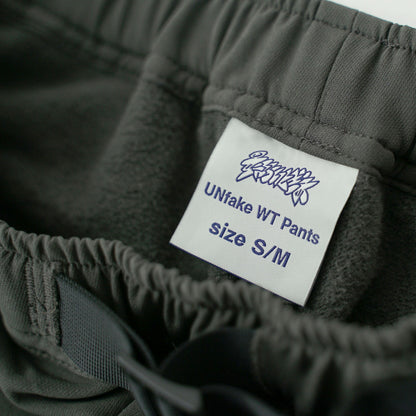 UNfake WT Pants
size S/M